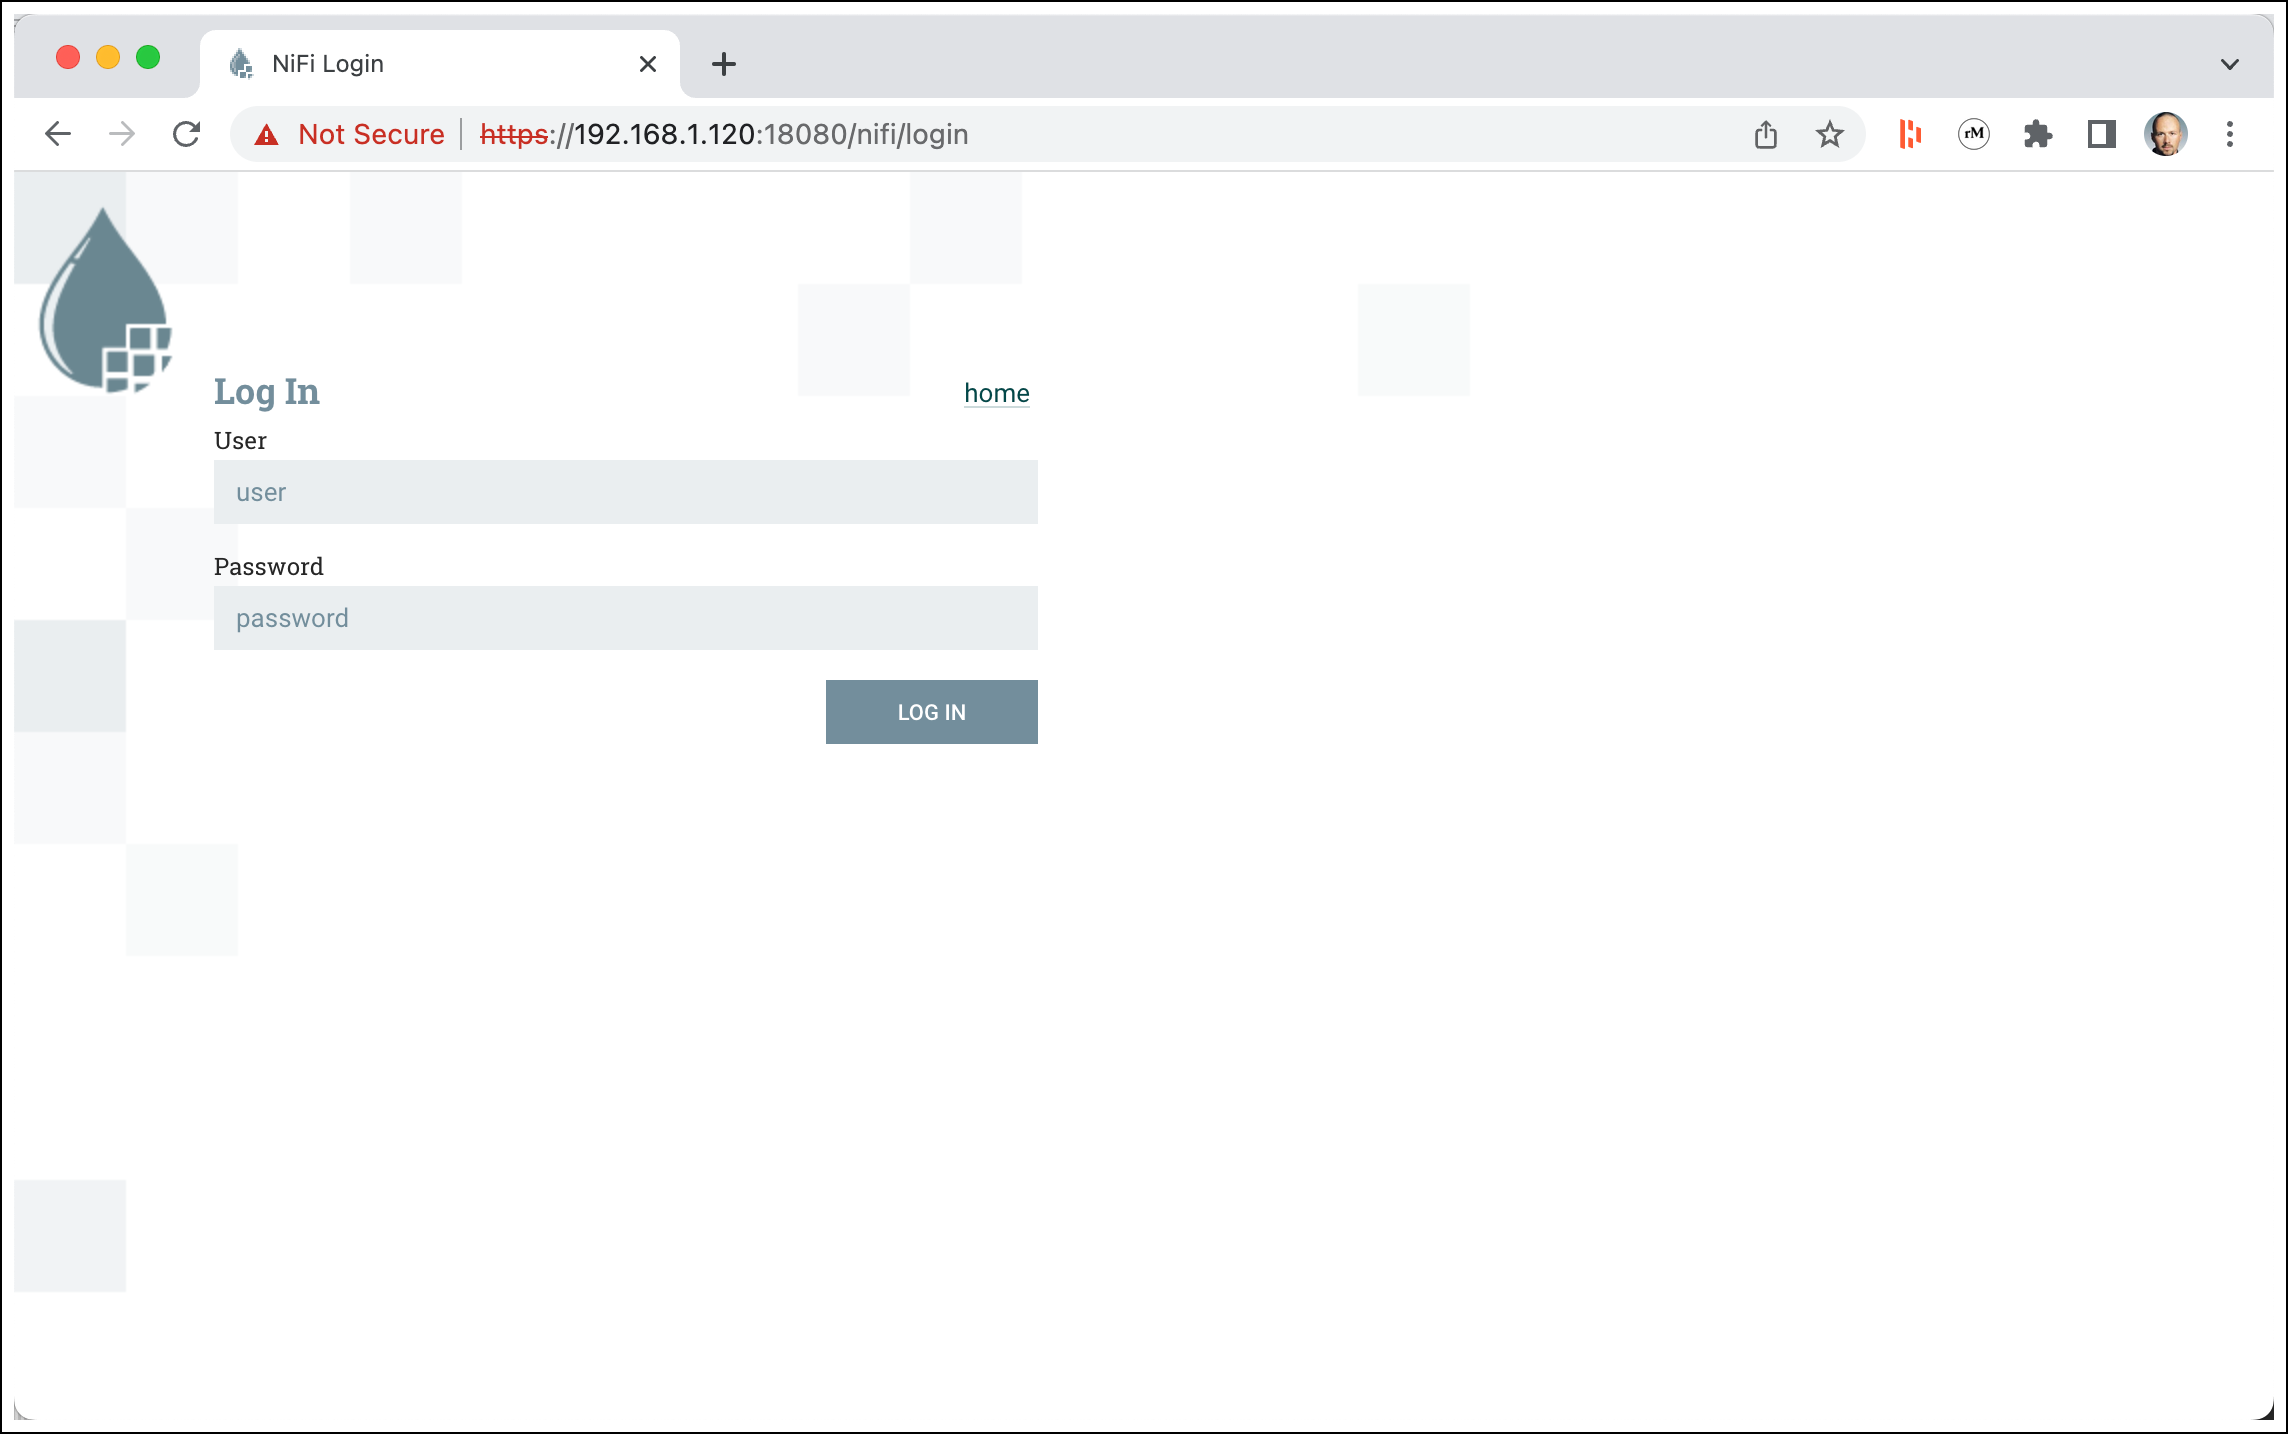 NiFi Login
Not Secure https://192.168.1.120:18080/nifi/login
rM
Log In
home
User
user
Password
password
LOG IN